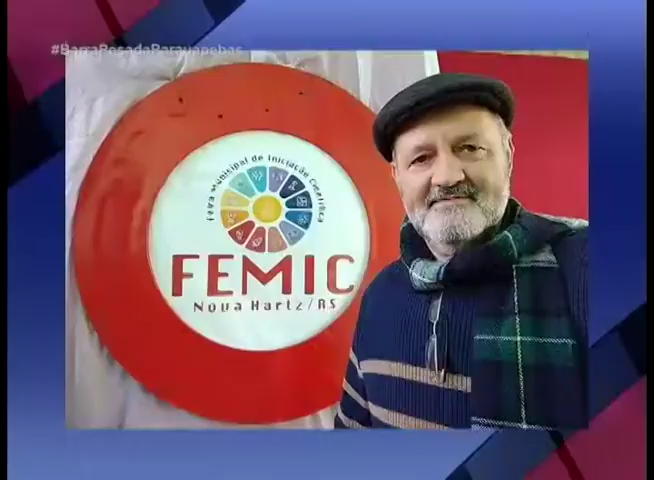 #BarraPesadaParauapebas
Feira Municipal de Iniciação Científica
FEMIC
Nova Hartz/RS